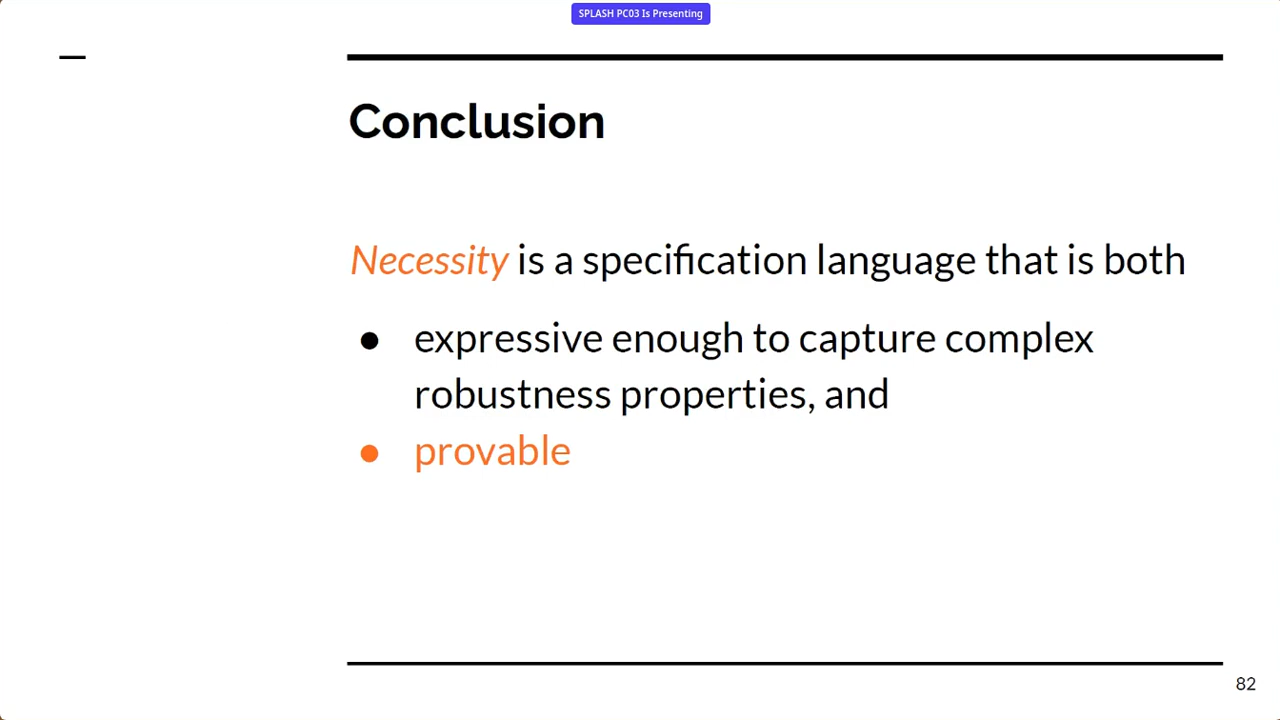 SPLASH PC03 Is Presenting
Conclusion
Necessity is a specification language that is both
● expressive enough to capture complex
robustness properties, and
● provable
82